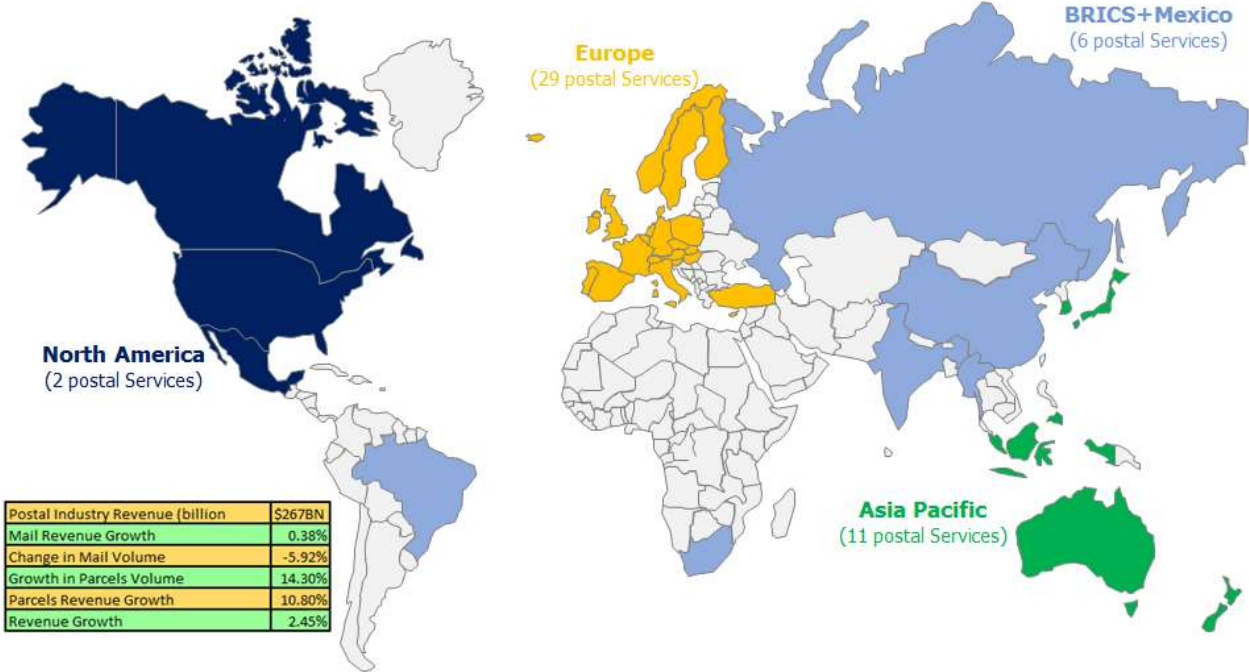 BRICS+Mexico
(6 postal Services)
Europe
(29 postal Services)
North America
(2 postal Services)
Asia Pacific
(11 postal Services)
Postal Industry Revenue (billion $267BN
Mail Revenue Growth 0.38%
Change in Mail Volume -5.92%
Growth in Parcels Volume 14.30%
Parcels Revenue Growth 10.80%
Revenue Growth 2.45%